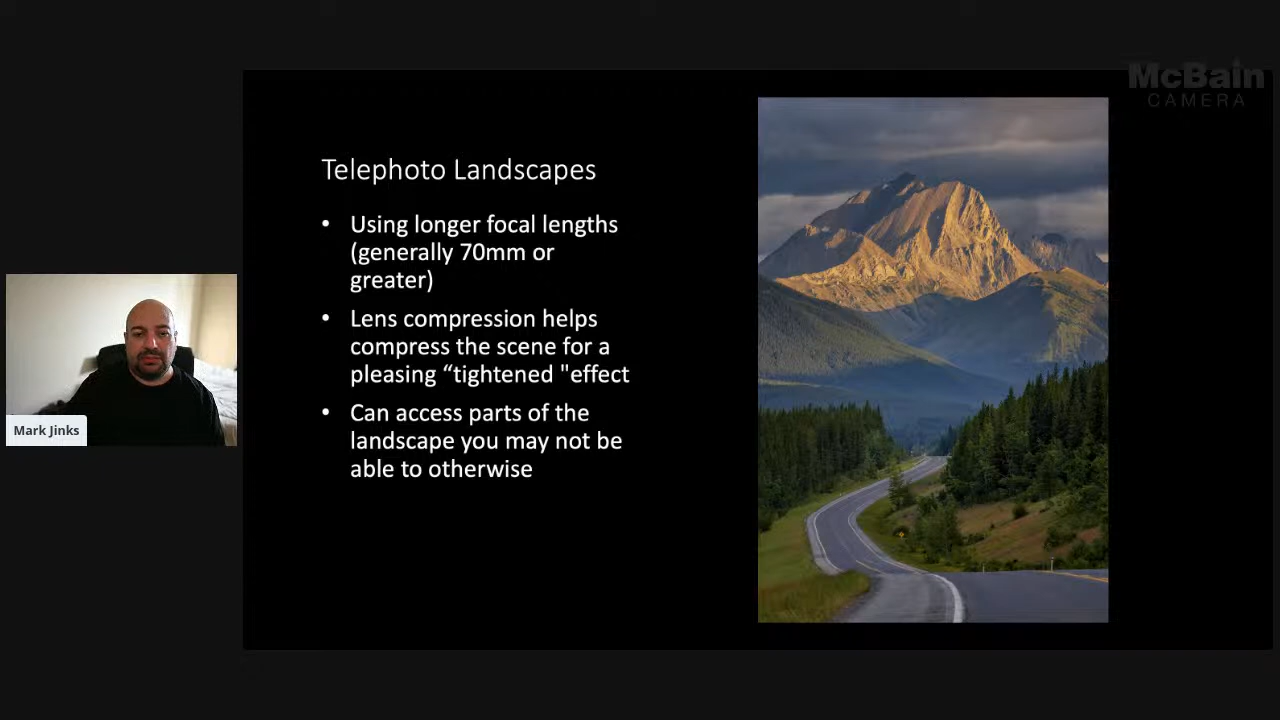 McBain
CAMERA
Telephoto Landscapes
• Using longer focal lengths
(generally 70mm or
greater)
• Lens compression helps
compress the scene for a
pleasing “tightened "effect
• Can access parts of the
landscape you may not be
able to otherwise
Mark Jinks